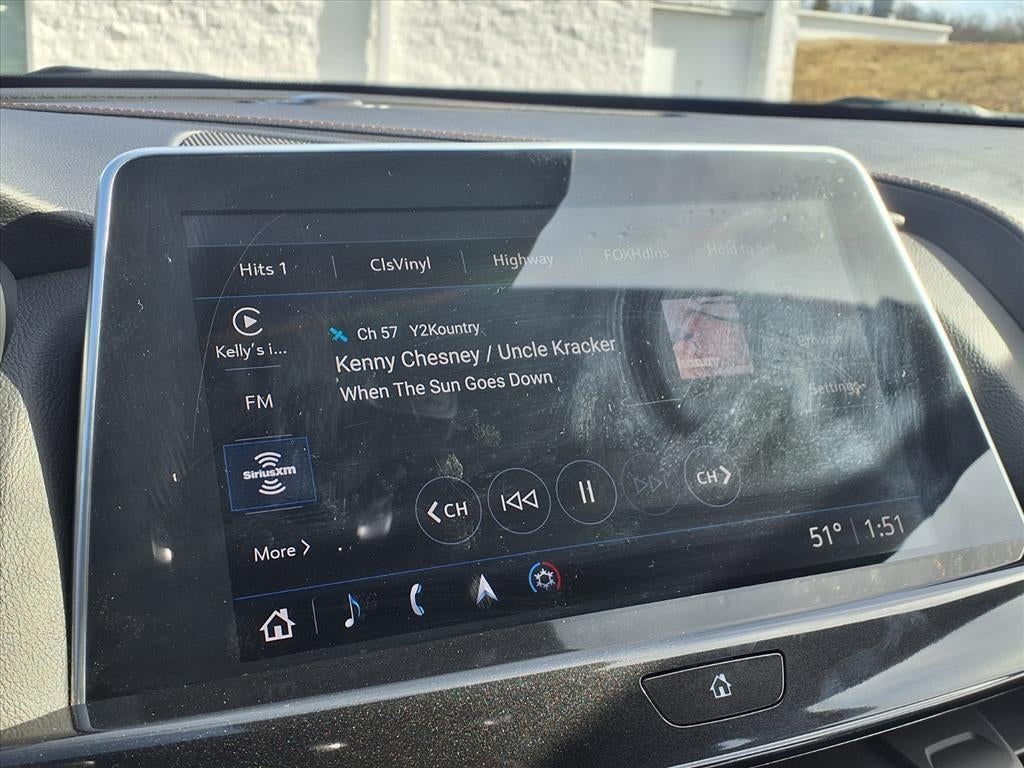 Hits 1
ClsVinyl
Highway
FOXHdlns
Hold to Set
Kelly's i...
Ch 57 Y2Kountry
Kenny Chesney / Uncle Kracker
When The Sun Goes Down
Settings
FM
SiriusXM
<CH
CH>
More >
51° 1:51